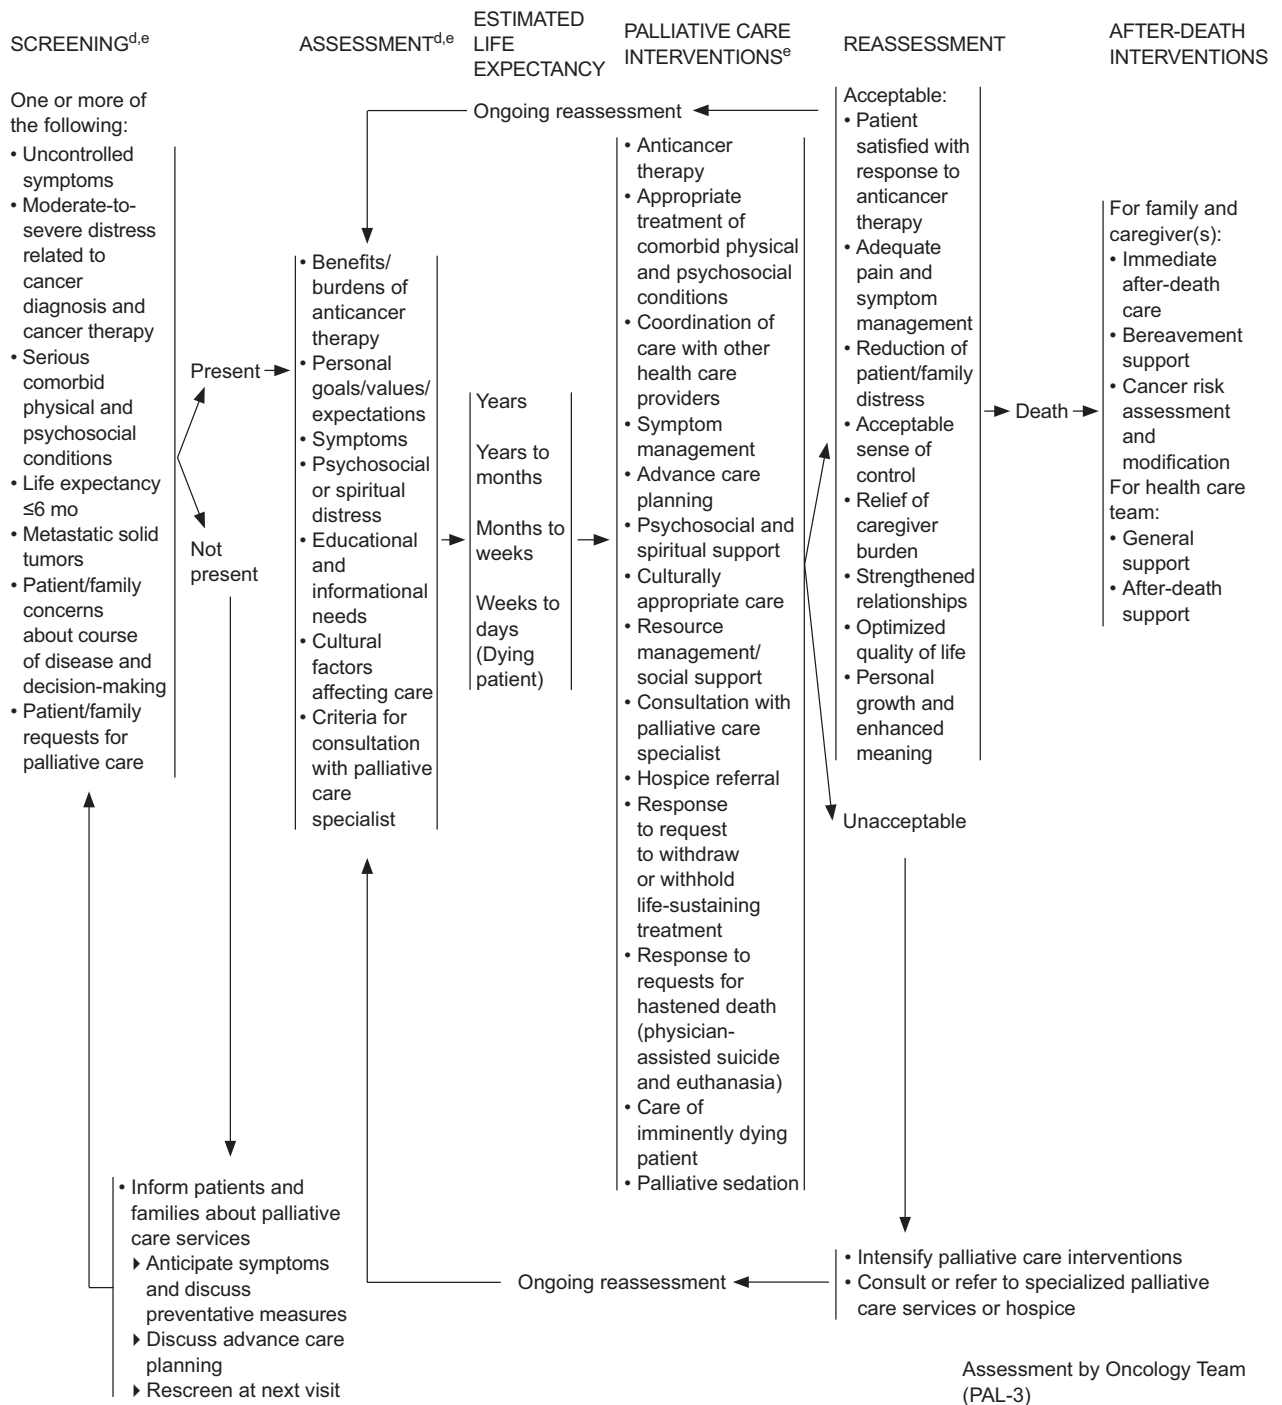 SCREENINGd,e
One or more of
the following:
• Uncontrolled
symptoms
• Moderate-to-
severe distress
related to
cancer
diagnosis and
cancer therapy
• Serious
comorbid
physical and
psychosocial
conditions
• Life expectancy
≤6 mo
• Metastatic solid
tumors
• Patient/family
concerns
about course
of disease and
decision-making
• Patient/family
requests for
palliative care
Present
Not
present
• Inform patients and
families about palliative
care services
Anticipate symptoms
and discuss
preventative measures
Discuss advance care
planning
Rescreen at next visit
ASSESSMENTd,e
• Benefits/
burdens of
anticancer
therapy
• Personal
goals/values/
expectations
• Symptoms
• Psychosocial
or spiritual
distress
• Educational
and
informational
needs
• Cultural
factors
affecting care
• Criteria for
consultation
with palliative
care
specialist
ESTIMATED
LIFE
EXPECTANCY
Ongoing reassessment
Years
Years to
months
Months to
weeks
Weeks to
days
(Dying
patient)
PALLIATIVE CARE
INTERVENTIONSe
• Anticancer
therapy
• Appropriate
treatment of
comorbid physical
and psychosocial
conditions
• Coordination of
care with other
health care
providers
• Symptom
management
• Advance care
planning
• Psychosocial and
spiritual support
• Culturally
appropriate care
• Resource
management/
social support
• Consultation with
palliative care
specialist
• Hospice referral
• Response
to request
to withdraw
or withhold
life-sustaining
treatment
• Response to
requests for
hastened death
(physician-
assisted suicide
and euthanasia)
• Care of
imminently dying
patient
• Palliative sedation
REASSESSMENT
Acceptable:
• Patient
satisfied with
response to
anticancer
therapy
• Adequate
pain and
symptom
management
• Reduction of
patient/family
distress
• Acceptable
sense of
control
• Relief of
caregiver
burden
• Strengthened
relationships
• Optimized
quality of life
• Personal
growth and
enhanced
meaning
Unacceptable
• Intensify palliative care interventions
• Consult or refer to specialized palliative
care services or hospice
Ongoing reassessment
Death
AFTER-DEATH
INTERVENTIONS
For family and
caregiver(s):
• Immediate
after-death
care
• Bereavement
support
• Cancer risk
assessment
and
modification
For health care
team:
• General
support
• After-death
support
Assessment by Oncology Team
(PAL-3)